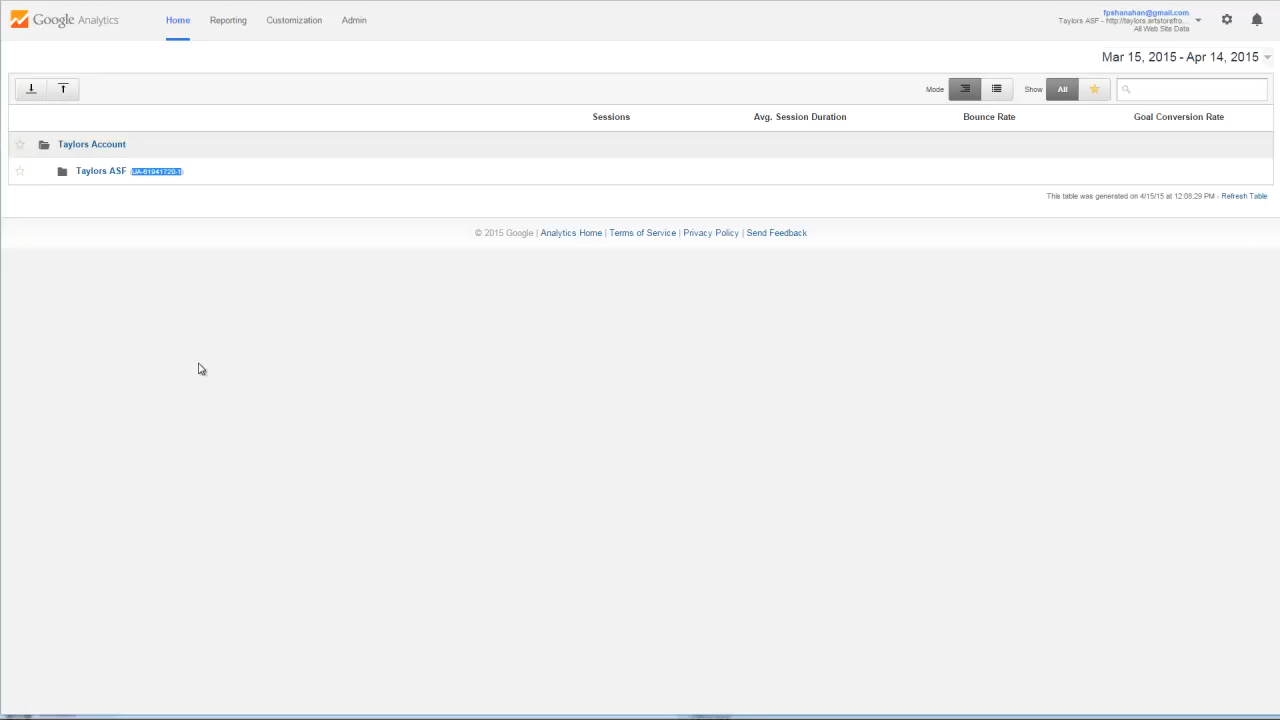 Google Analytics
Home Reporting Customization Admin
fpshanahan@gmail.com
Taylors ASF - http://taylors.artstorefro...
All Web Site Data
Mar 15, 2015 - Apr 14, 2015
Mode Show All
Sessions Avg. Session Duration Bounce Rate Goal Conversion Rate
Taylors Account
Taylors ASF (UA-61941720-1)
This table was generated on 4/15/15 at 12:08:29 PM - Refresh Table
© 2015 Google | Analytics Home | Terms of Service | Privacy Policy | Send Feedback